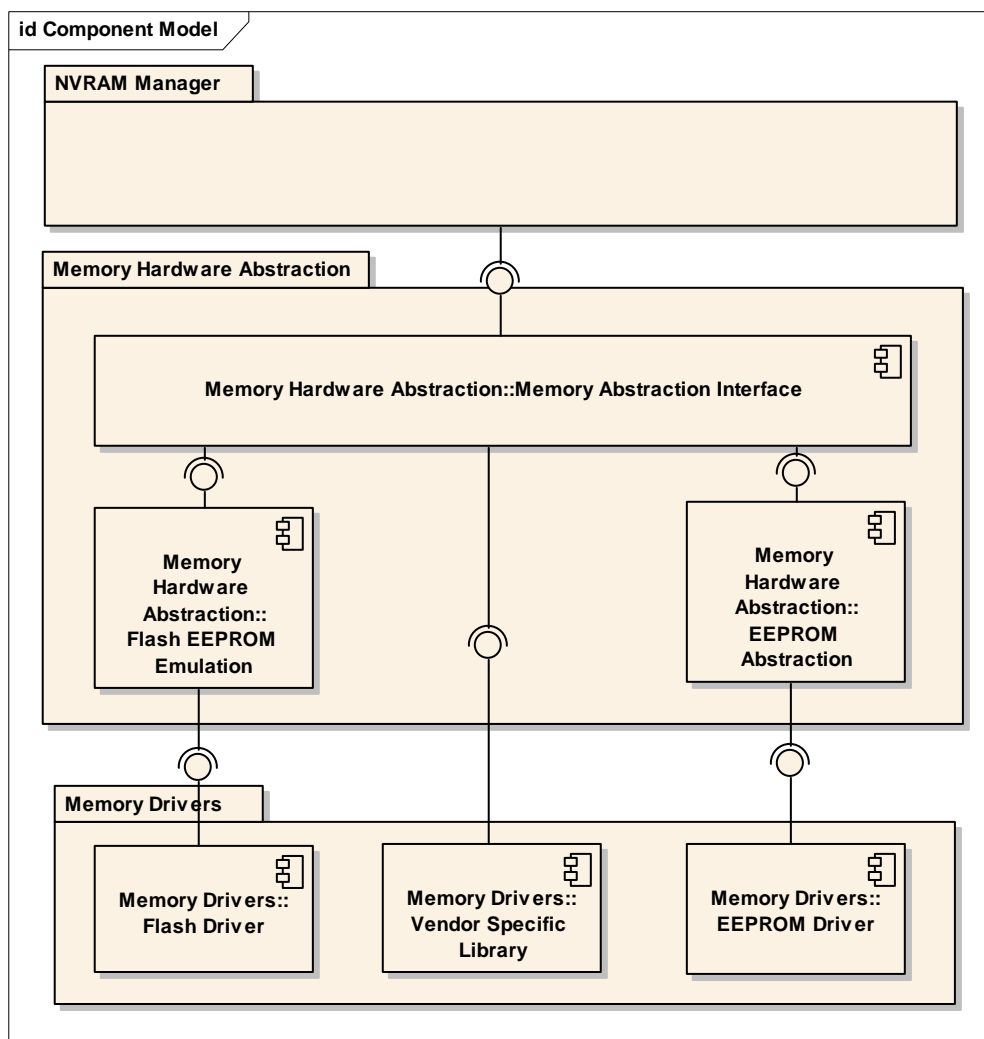 id Component Model
NVRAM Manager
Memory Hardware Abstraction
Memory Hardware Abstraction::Memory Abstraction Interface
Memory
Hardware
Abstraction::
Flash EEPROM
Emulation
Memory
Hardware
Abstraction::
EEPROM
Abstraction
Memory Drivers
Memory Drivers::
Flash Driver
Memory Drivers::
Vendor Specific
Library
Memory Drivers::
EEPROM Driver